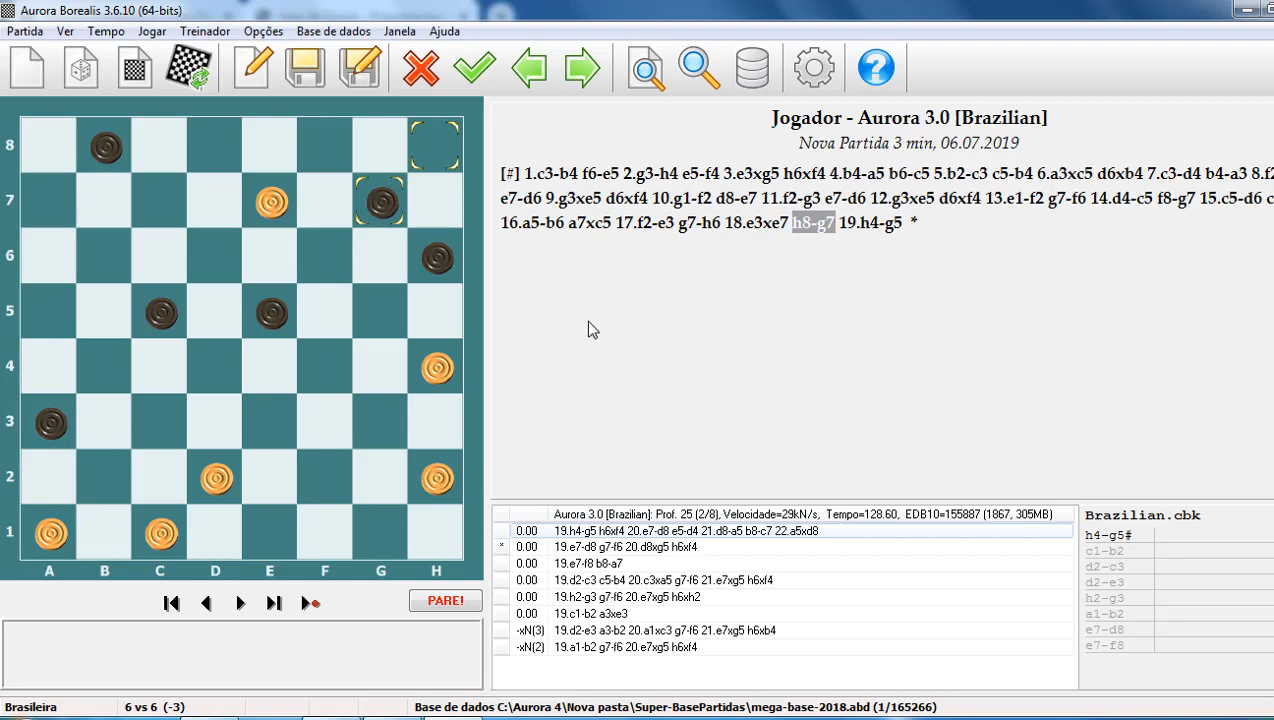 Aurora Borealis 3.6.10 (64-bits)
Partida Ver Tempo Jogar Treinador Opções Base de dados Janela Ajuda
Jogador - Aurora 3.0 [Brazilian]
Nova Partida 3 min, 06.07.2019
[#] 1.c3-b4 f6-e5 2.g3-h4 e5-f4 3.e3xg5 h6xf4 4.b4-a5 b6-c5 5.b2-c3 c5-b4 6.a3xc5 d6xb4 7.c3-d4 b4-a3 8.f2
e7-d6 9.g3xe5 d6xf4 10.g1-f2 d8-e7 11.f2-g3 e7-d6 12.g3xe5 d6xf4 13.e1-f2 g7-f6 14.d4-c5 f8-g7 15.c5-d6 c
16.a5-b6 a7xc5 17.f2-e3 g7-h6 18.e3xe7 h8-g7 19.h4-g5 *
8
7
6
5
4
3
2
1
A B C D E F G H
PARE!
Aurora 3.0 [Brazilian]: Prof. 25 (2/8), Velocidade=29kN/s, Tempo=128.60, EDB10=155887 (1867, 305MB)
0.00 19.h4-g5 h6xf4 20.e7-d8 e5-d4 21.d8-a5 b8-c7 22.a5xd8
* 0.00 19.e7-d8 g7-f6 20.d8xg5 h6xf4
0.00 19.e7-f8 b8-a7
0.00 19.d2-c3 c5-b4 20.c3xa5 g7-f6 21.e7xg5 h6xf4
0.00 19.h2-g3 g7-f6 20.e7xg5 h6xh2
0.00 19.c1-b2 a3xe3
-xN(3) 19.d2-e3 a3-b2 20.a1xc3 g7-f6 21.e7xg5 h6xb4
-xN(2) 19.a1-b2 g7-f6 20.e7xg5 h6xf4
Brazilian.cbk
h4-g5#
c1-b2
d2-c3
d2-e3
h2-g3
a1-b2
e7-d8
e7-f8
Brasileira 6 vs 6 (-3) Base de dados C:\Aurora 4\Nova pasta\Super-BasePartidas\mega-base-2018.abd (1/165266)